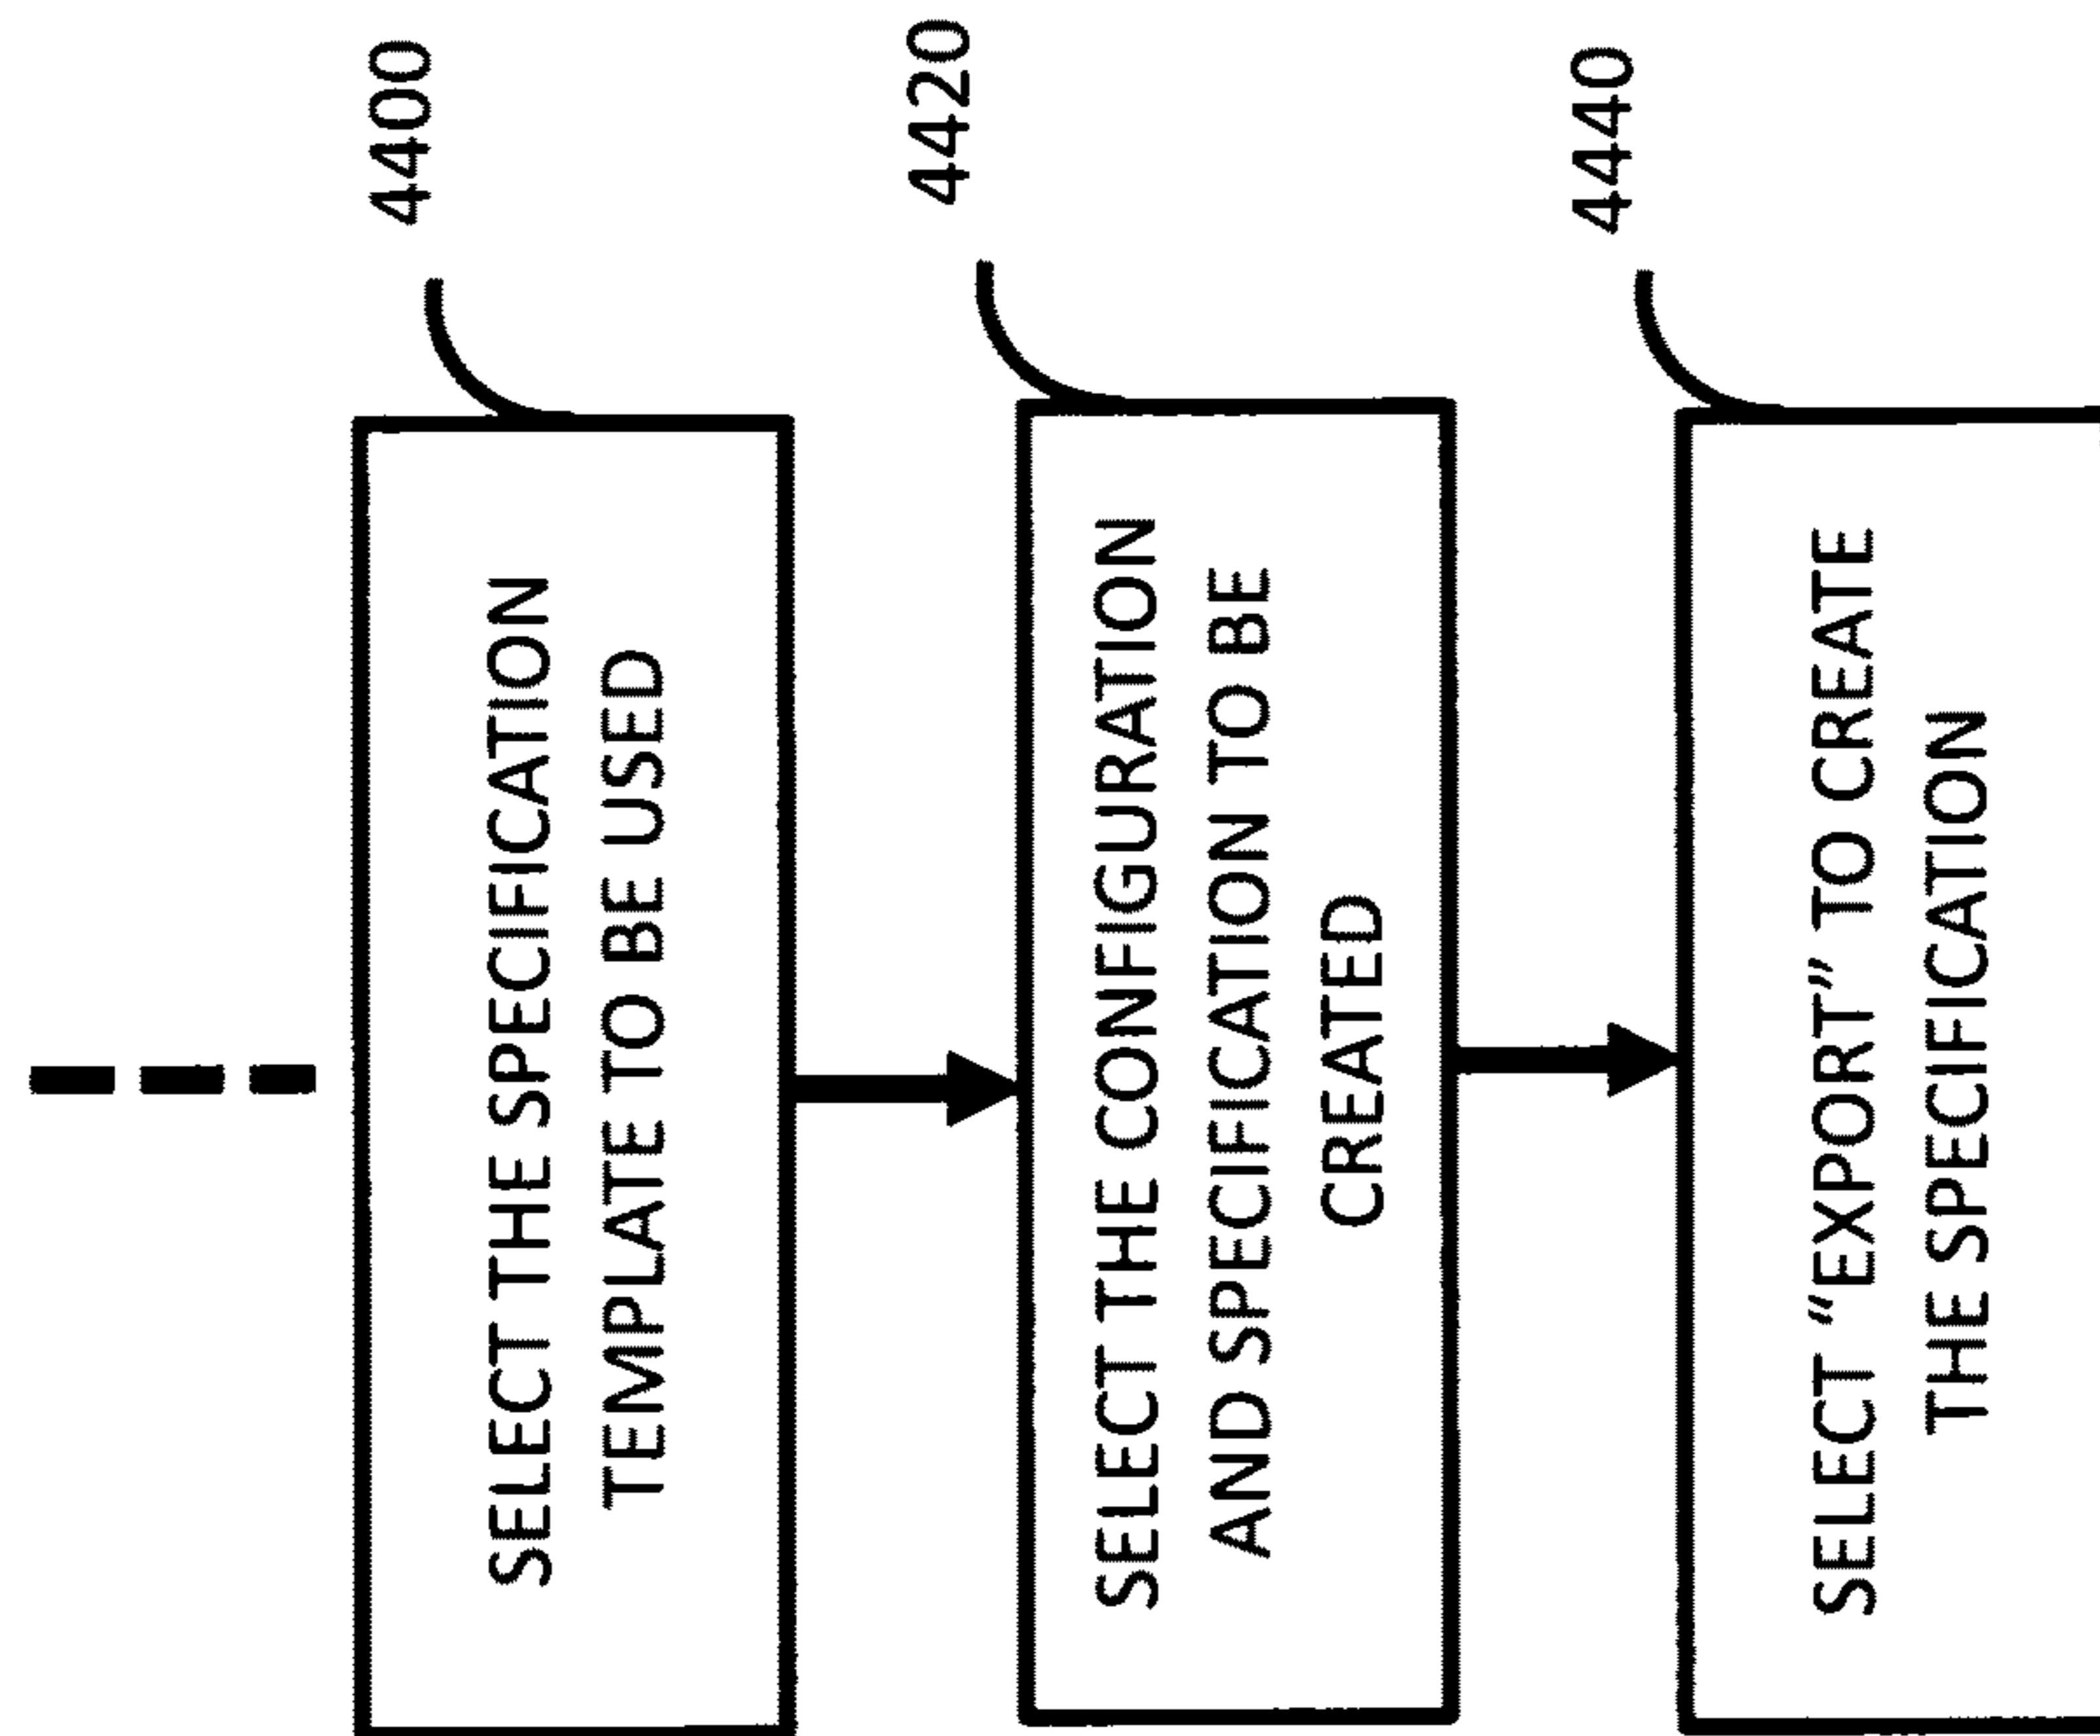 SELECT THE SPECIFICATION
TEMPLATE TO BE USED
4400
SELECT THE CONFIGURATION
AND SPECIFICATION TO BE
CREATED
4420
SELECT “EXPORT” TO CREATE
THE SPECIFICATION
4440